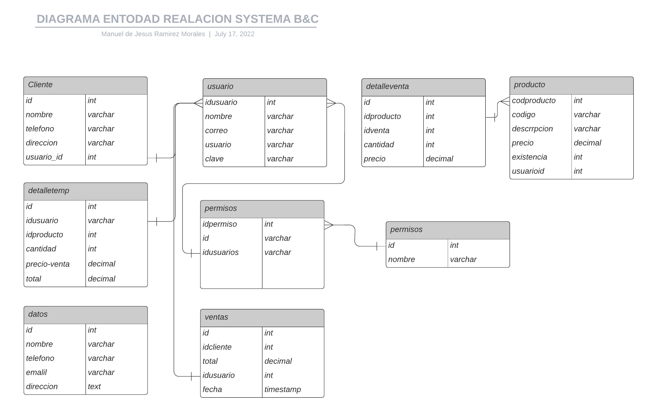 DIAGRAMA ENTODAD REALACION SYSTEMA B&C
Manuel de Jesus Ramirez Morales | July 17, 2022
Cliente
id int
nombre varchar
telefono varchar
direccion varchar
usuario_id int
usuario
idusuario int
nombre varchar
correo varchar
usuario varchar
clave varchar
detalleventa
id int
idproducto int
idventa int
cantidad int
precio decimal
producto
codproducto int
codigo varchar
descrrpcion varchar
precio decimal
existencia int
usuarioid int
detalletemp
id int
idusuario varchar
idproducto int
cantidad int
precio-venta decimal
total decimal
permisos
idpermiso int
id varchar
idusuarios varchar
permisos
id int
nombre varchar
datos
id int
nombre varchar
telefono varchar
emalil varchar
direccion text
ventas
id int
idcliente int
total decimal
idusuario int
fecha timestamp